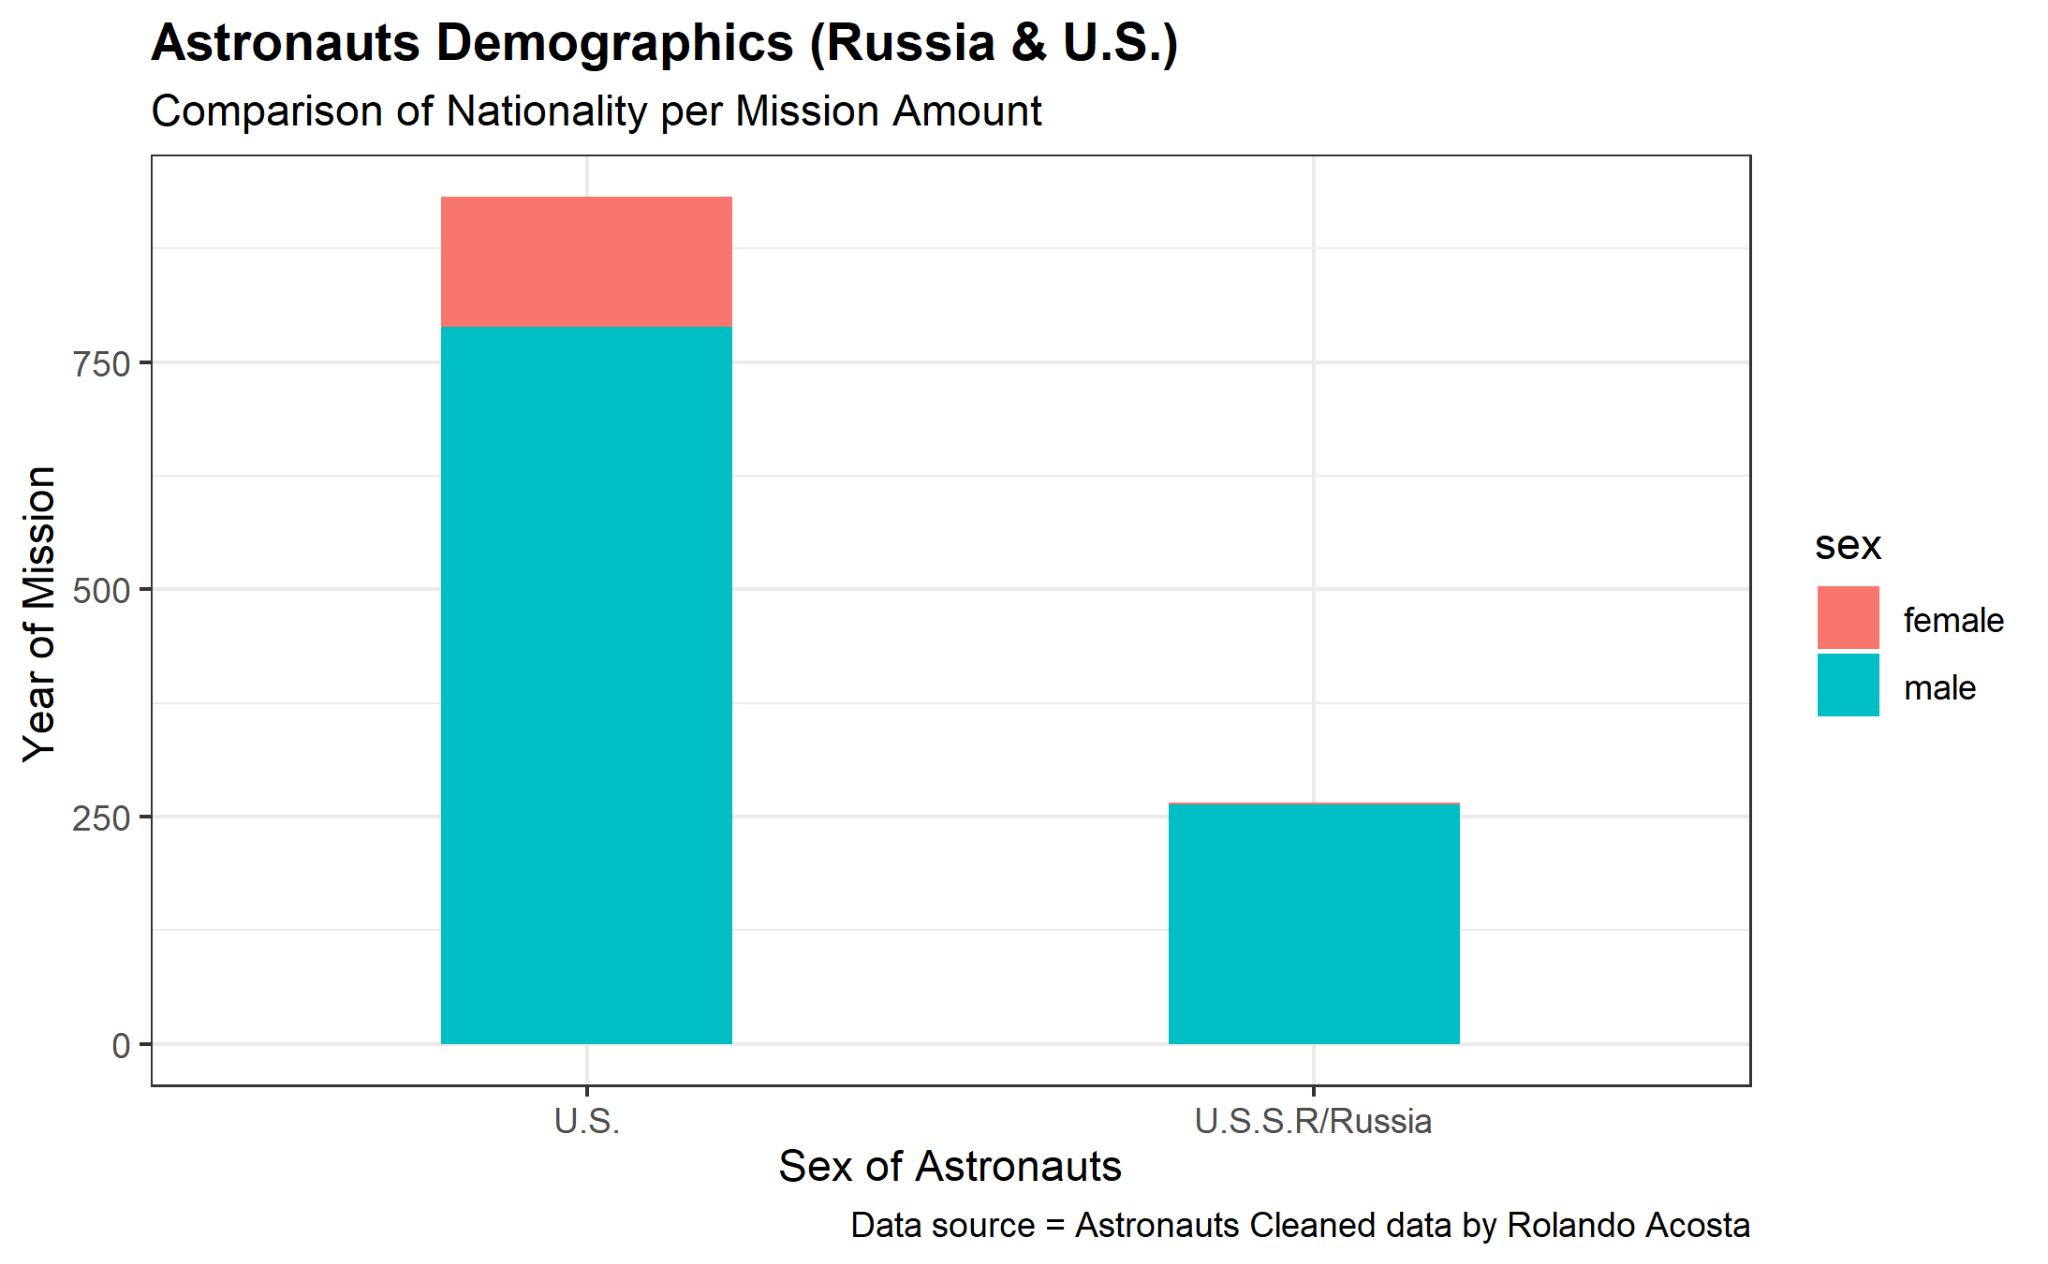 Astronauts Demographics (Russia & U.S.)
Comparison of Nationality per Mission Amount
Year of Mission
750
500
250
0
U.S.
U.S.S.R/Russia
Sex of Astronauts
sex
female
male
Data source = Astronauts Cleaned data by Rolando Acosta